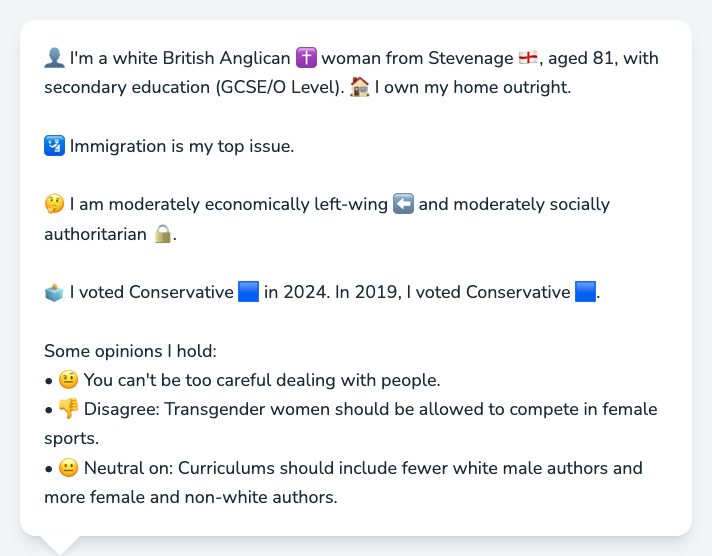 👤 I'm a white British Anglican ✝️ woman from Stevenage 🏴󠁧󠁢󠁥󠁮󠁧󠁿, aged 81, with
secondary education (GCSE/O Level). 🏠 I own my home outright.
🛂 Immigration is my top issue.
🤔 I am moderately economically left-wing ⬅️ and moderately socially
authoritarian 🔒.
🗳️ I voted Conservative 🟦 in 2024. In 2019, I voted Conservative 🟦.
Some opinions I hold:
• 🤨 You can't be too careful dealing with people.
• 👎 Disagree: Transgender women should be allowed to compete in female
sports.
• 😐 Neutral on: Curriculums should include fewer white male authors and
more female and non-white authors.